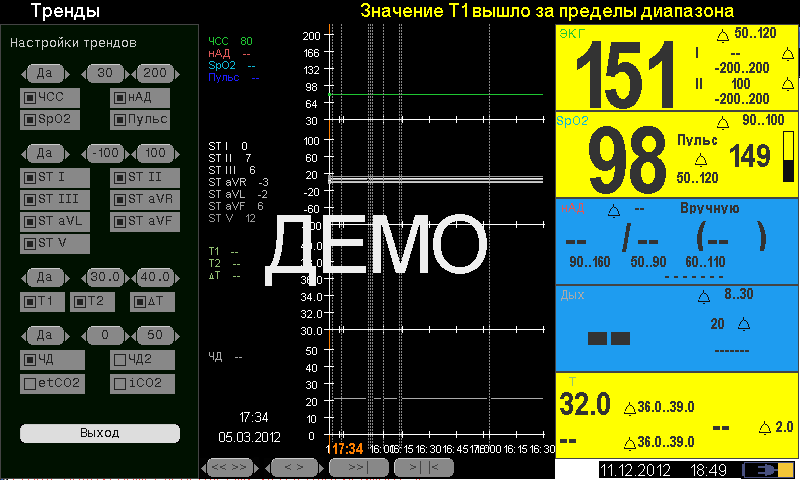 Тренды
Значение T1 вышло за пределы диапазона
Настройки трендов
Да 30 200
ЧСС нАД
SpO2 Пульс
Да -100 100
ST I ST II
ST III ST aVR
ST aVL ST aVF
ST V
Да 30.0 40.0
T1 T2 ΔT
Да 0 50
ЧД ЧД2
etCO2 iCO2
Выход
ЧСС 80
нАД --
SpO2 --
Пульс --
ST I 0
ST II 7
ST III 6
ST aVR -3
ST aVL -2
ST aVF 6
ST V 12
T1 --
T2 --
ΔT --
ЧД --
17:34
05.03.2012
200
166
132
98
64
30
100
60
20
-20
-60
38.0
36.0
34.0
32.0
30.0
50
40
30
20
10
0
17:34 16:00 16:15 16:30 16:45
16:15 16:30 16:45
ДЕМО
<< >> < > >>| >| |<
ЭКГ 50..120
151
I --
-200..200
II 100
-200..200
SpO2 90..100
98
Пульс 149
50..120
нАД -- Вручную
-- / -- ( -- )
90..160 50..90 60..110
-------
Дых 8..30
-- 20
-------
T
32.0 36.0..39.0
-- 36.0..39.0 -- 2.0
11.12.2012 18:49